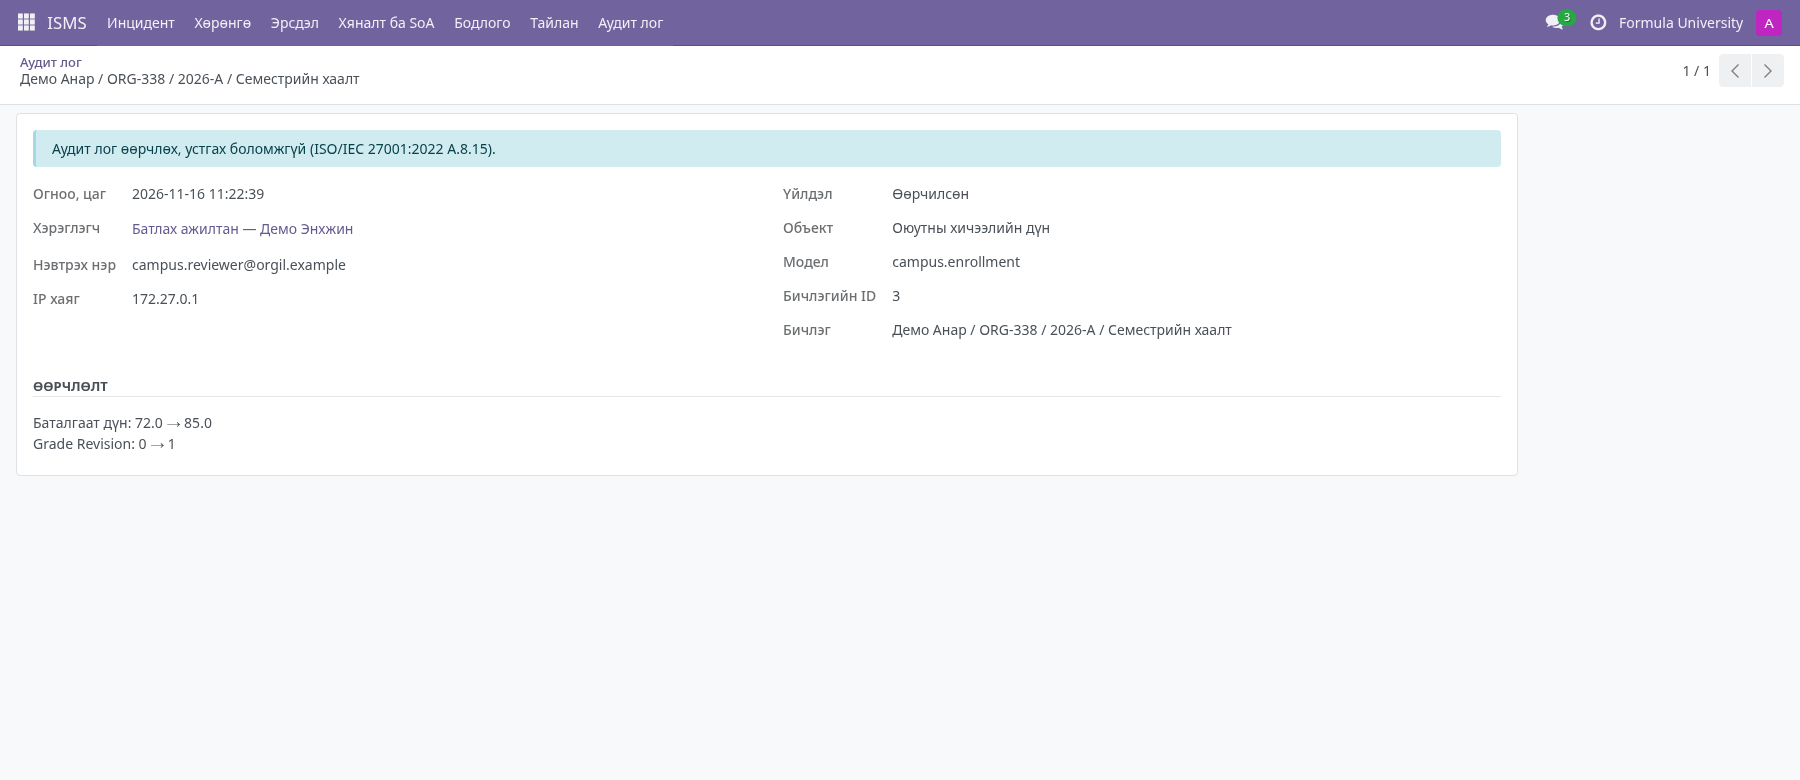 ISMS Инцидент Хөрөнгө Эрсдэл Хяналт ба SoA Бодлого Тайлан Аудит лог 3 Formula University A
Аудит лог
Демо Анар / ORG-338 / 2026-A / Семестрийн хаалт
1 / 1
Аудит лог өөрчлөх, устгах боломжгүй (ISO/IEC 27001:2022 A.8.15).
Огноо, цаг 2026-11-16 11:22:39
Хэрэглэгч Батлах ажилтан — Демо Энхжин
Нэвтрэх нэр campus.reviewer@orgil.example
IP хаяг 172.27.0.1
Үйлдэл Өөрчилсөн
Объект Оюутны хичээлийн дүн
Модел campus.enrollment
Бичлэгийн ID 3
Бичлэг Демо Анар / ORG-338 / 2026-A / Семестрийн хаалт
ӨӨРЧЛӨЛТ
Баталгаат дүн: 72.0 → 85.0
Grade Revision: 0 → 1